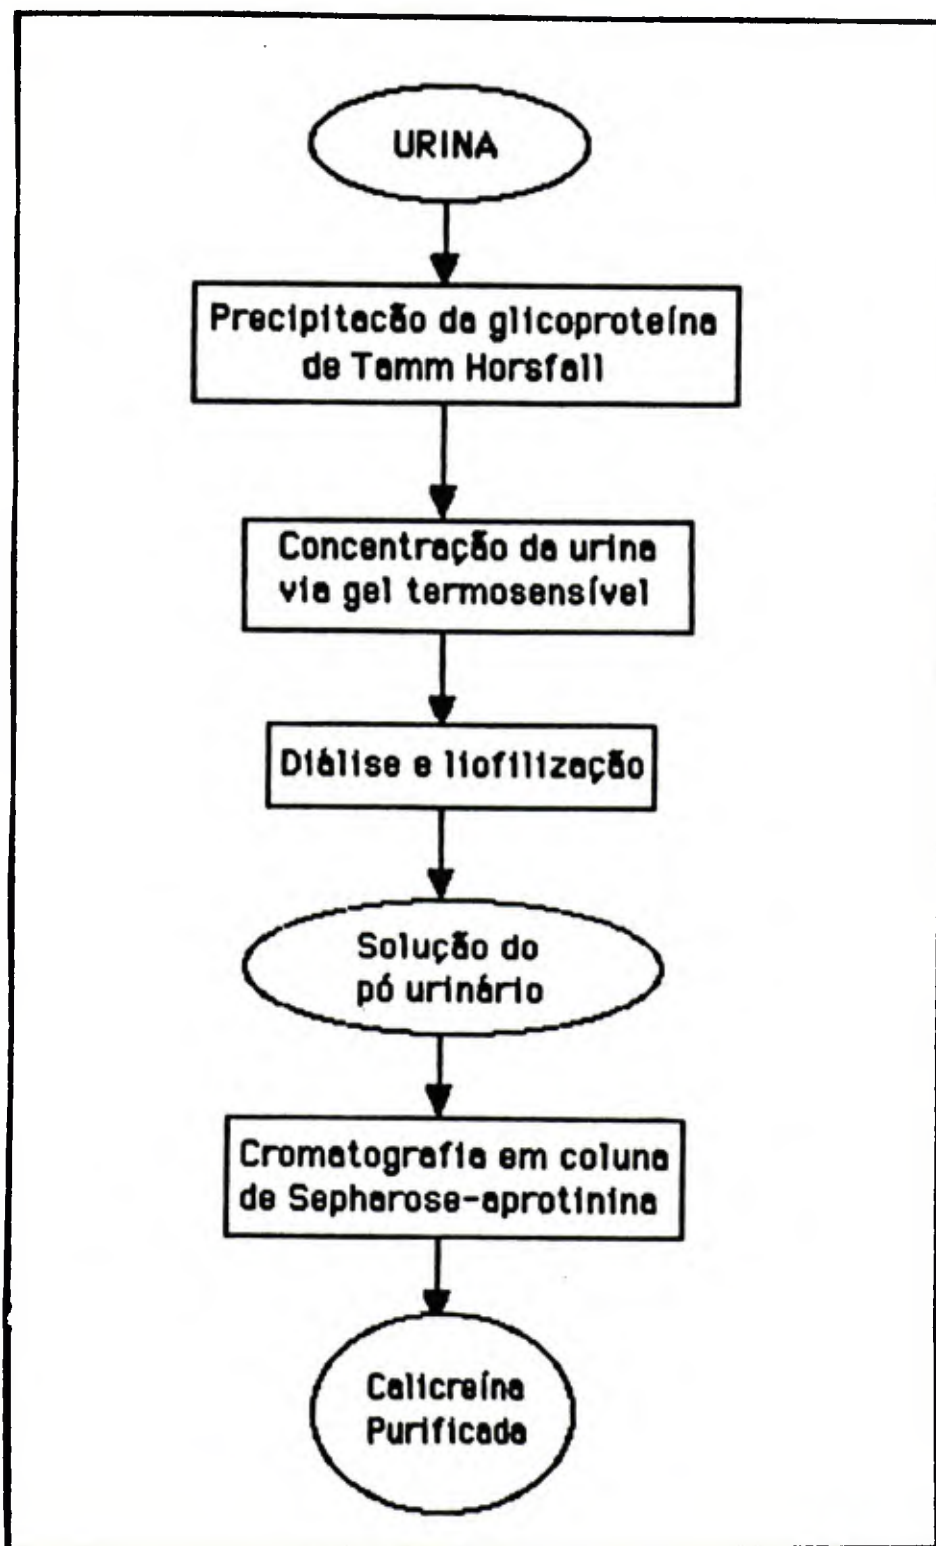 URINA
Precipitacão da glicoproteína
de Tamm Horsfall
Concentração da urina
via gel termosensível
Diálise e liofilização
Solução do
pó urinário
Cromatografia em coluna
de Sepharose-aprotinina
Calicreína
Purificada